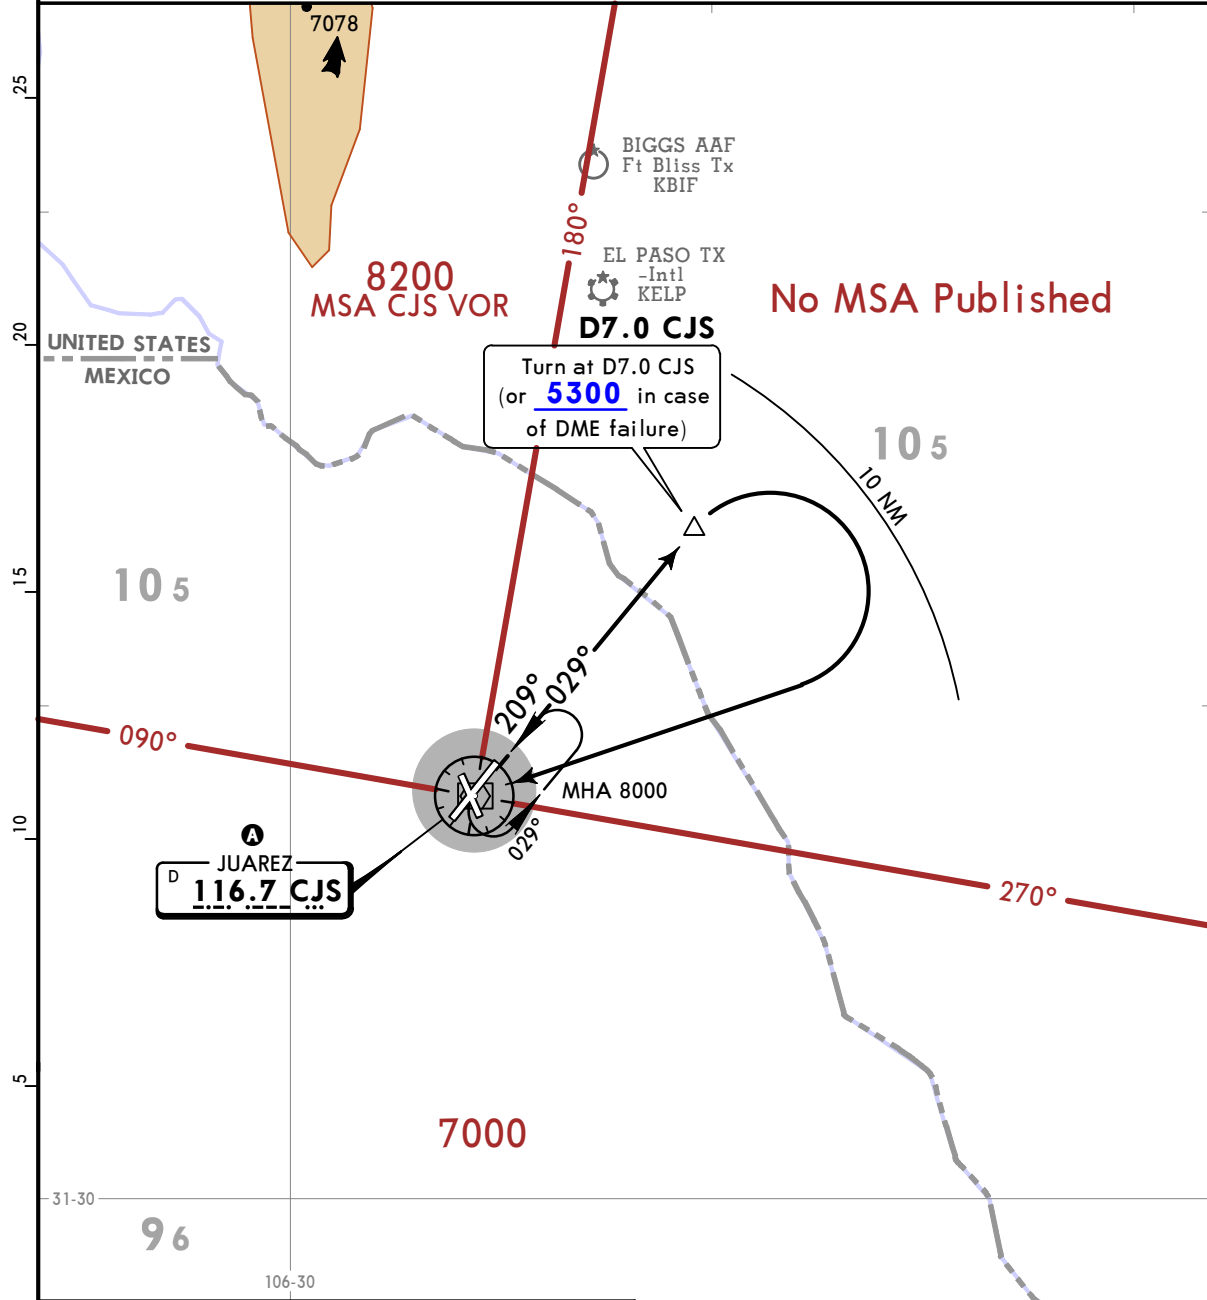 7078
25
BIGGS AAF
Ft Bliss Tx
KBIF
180°
EL PASO TX
-Intl
KELP
8200
MSA CJS VOR
No MSA Published
D7.0 CJS
20
UNITED STATES
MEXICO
Turn at D7.0 CJS
(or 5300 in case
of DME failure)
10 5
10 NM
10 5
15
209°
029°
090°
MHA 8000
029°
10
A
JUAREZ
D 116.7 CJS
270°
5
7000
31-30
9 6
106-30